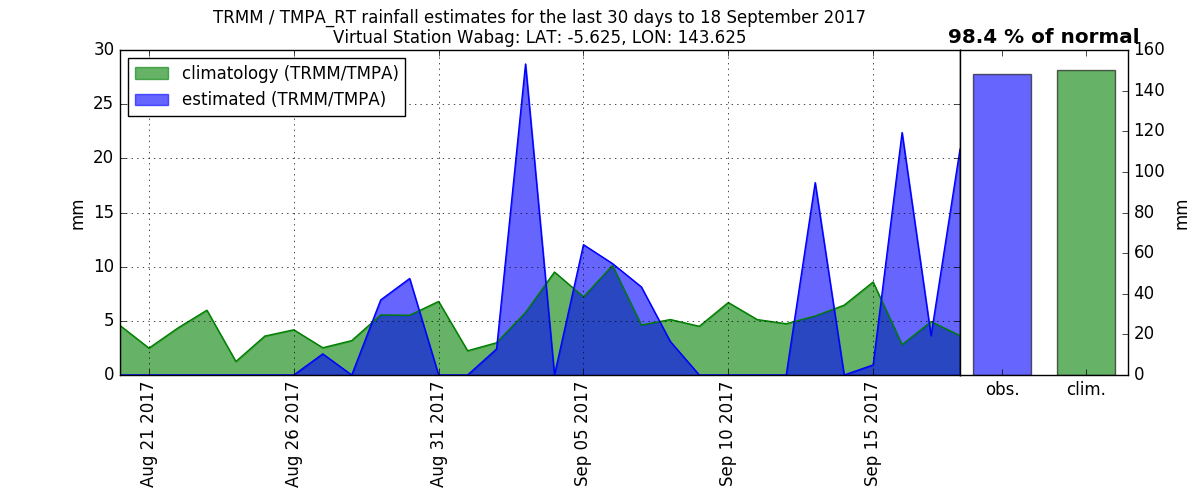 TRMM / TMPA_RT rainfall estimates for the last 30 days to 18 September 2017
Virtual Station Wabag: LAT: -5.625, LON: 143.625
98.4 % of normal
climatology (TRMM/TMPA)
estimated (TRMM/TMPA)
30
25
20
15
10
5
0
mm
Aug 21 2017
Aug 26 2017
Aug 31 2017
Sep 05 2017
Sep 10 2017
Sep 15 2017
obs.
clim.
160
140
120
100
80
60
40
20
0
mm